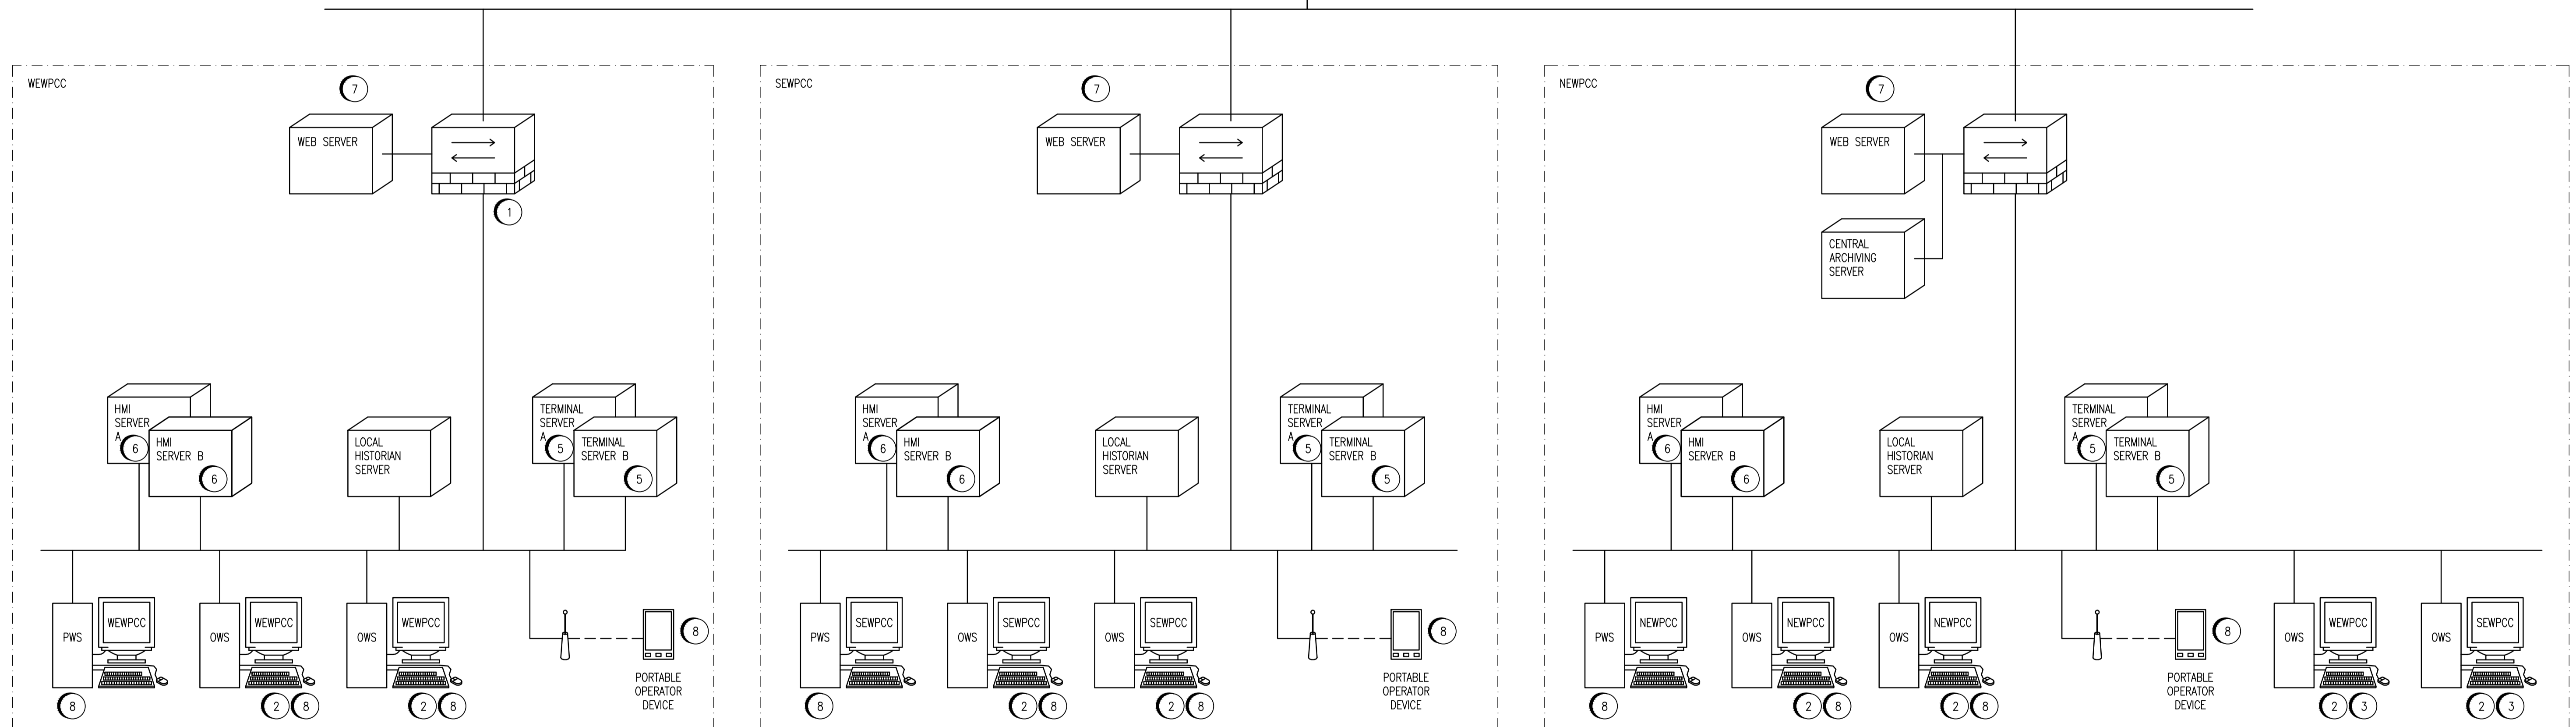 WEWPCC
7
WEB SERVER
1
HMI
SERVER
A
6
HMI
SERVER B
6
LOCAL
HISTORIAN
SERVER
TERMINAL
SERVER
A
5
TERMINAL
SERVER B
5
PWS
WEWPCC
8
OWS
WEWPCC
2
8
OWS
WEWPCC
2
8
8
PORTABLE
OPERATOR
DEVICE
SEWPCC
7
WEB SERVER
HMI
SERVER
A
6
HMI
SERVER B
6
LOCAL
HISTORIAN
SERVER
TERMINAL
SERVER
A
5
TERMINAL
SERVER B
5
PWS
SEWPCC
8
OWS
SEWPCC
2
8
OWS
SEWPCC
2
8
8
PORTABLE
OPERATOR
DEVICE
NEWPCC
7
WEB SERVER
CENTRAL
ARCHIVING
SERVER
HMI
SERVER
A
6
HMI
SERVER B
6
LOCAL
HISTORIAN
SERVER
TERMINAL
SERVER
A
5
TERMINAL
SERVER B
5
PWS
NEWPCC
8
OWS
NEWPCC
2
8
OWS
NEWPCC
2
8
8
PORTABLE
OPERATOR
DEVICE
OWS
WEWPCC
2
3
OWS
SEWPCC
2
3